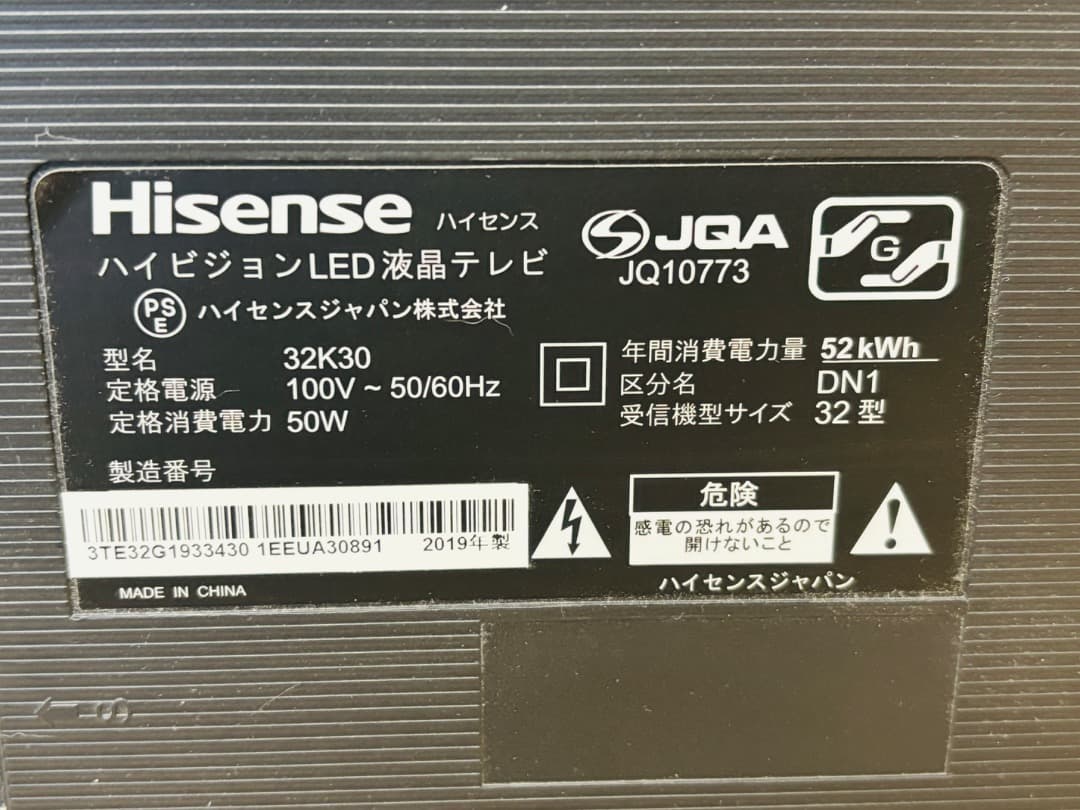 Hisense ハイセンス
ハイビジョンLED液晶テレビ
PSE ハイセンスジャパン株式会社
JQA
JQ10773
G
型名 32K30
定格電源 100V ~ 50/60Hz
定格消費電力 50W
年間消費電力量 52kWh
区分名 DN1
受信機型サイズ 32型
製造番号
3TE32G1933430 1EEUA30891 2019年製
危険
感電の恐れがあるので
開けないこと
ハイセンスジャパン
MADE IN CHINA